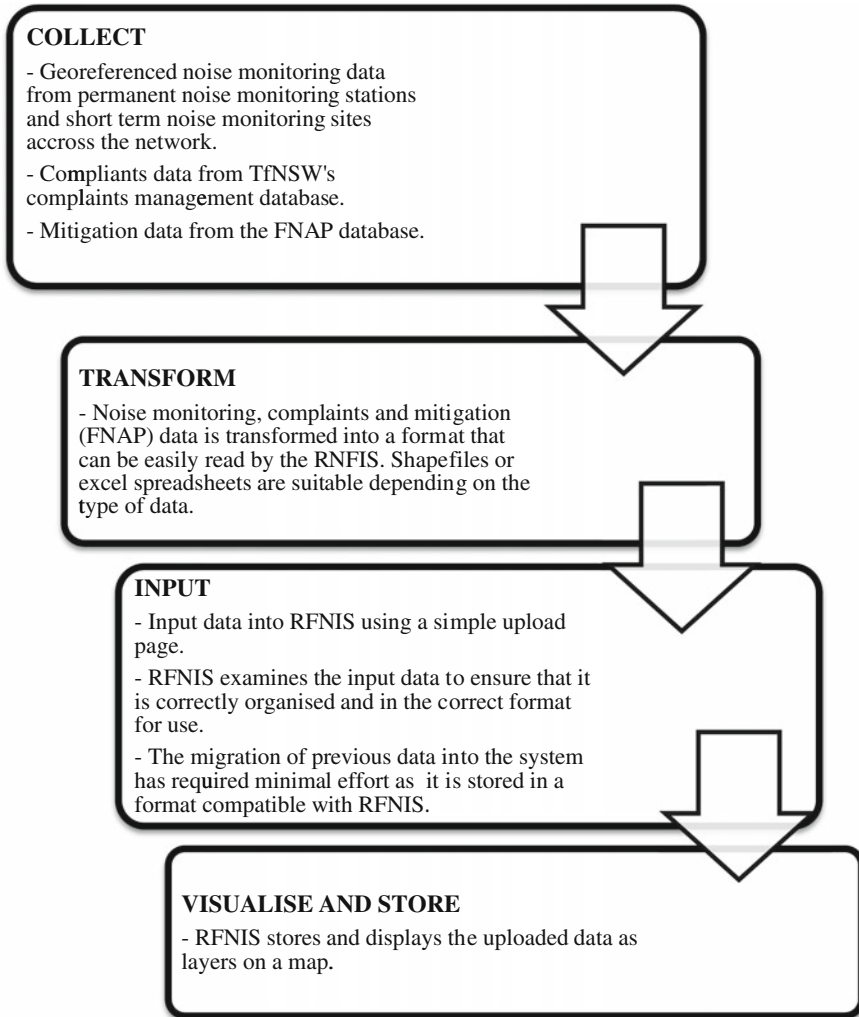 COLLECT
- Georeferenced noise monitoring data
from permanent noise monitoring stations
and short term noise monitoring sites
accross the network.
- Compliants data from TfNSW's
complaints management database.
- Mitigation data from the FNAP database.
TRANSFORM
- Noise monitoring, complaints and mitigation
(FNAP) data is transformed into a format that
can be easily read by the RNFIS. Shapefiles or
excel spreadsheets are suitable depending on the
type of data.
INPUT
- Input data into RFNIS using a simple upload
page.
- RFNIS examines the input data to ensure that it
is correctly organised and in the correct format
for use.
- The migration of previous data into the system
has required minimal effort as it is stored in a
format compatible with RFNIS.
VISUALISE AND STORE
- RFNIS stores and displays the uploaded data as
layers on a map.